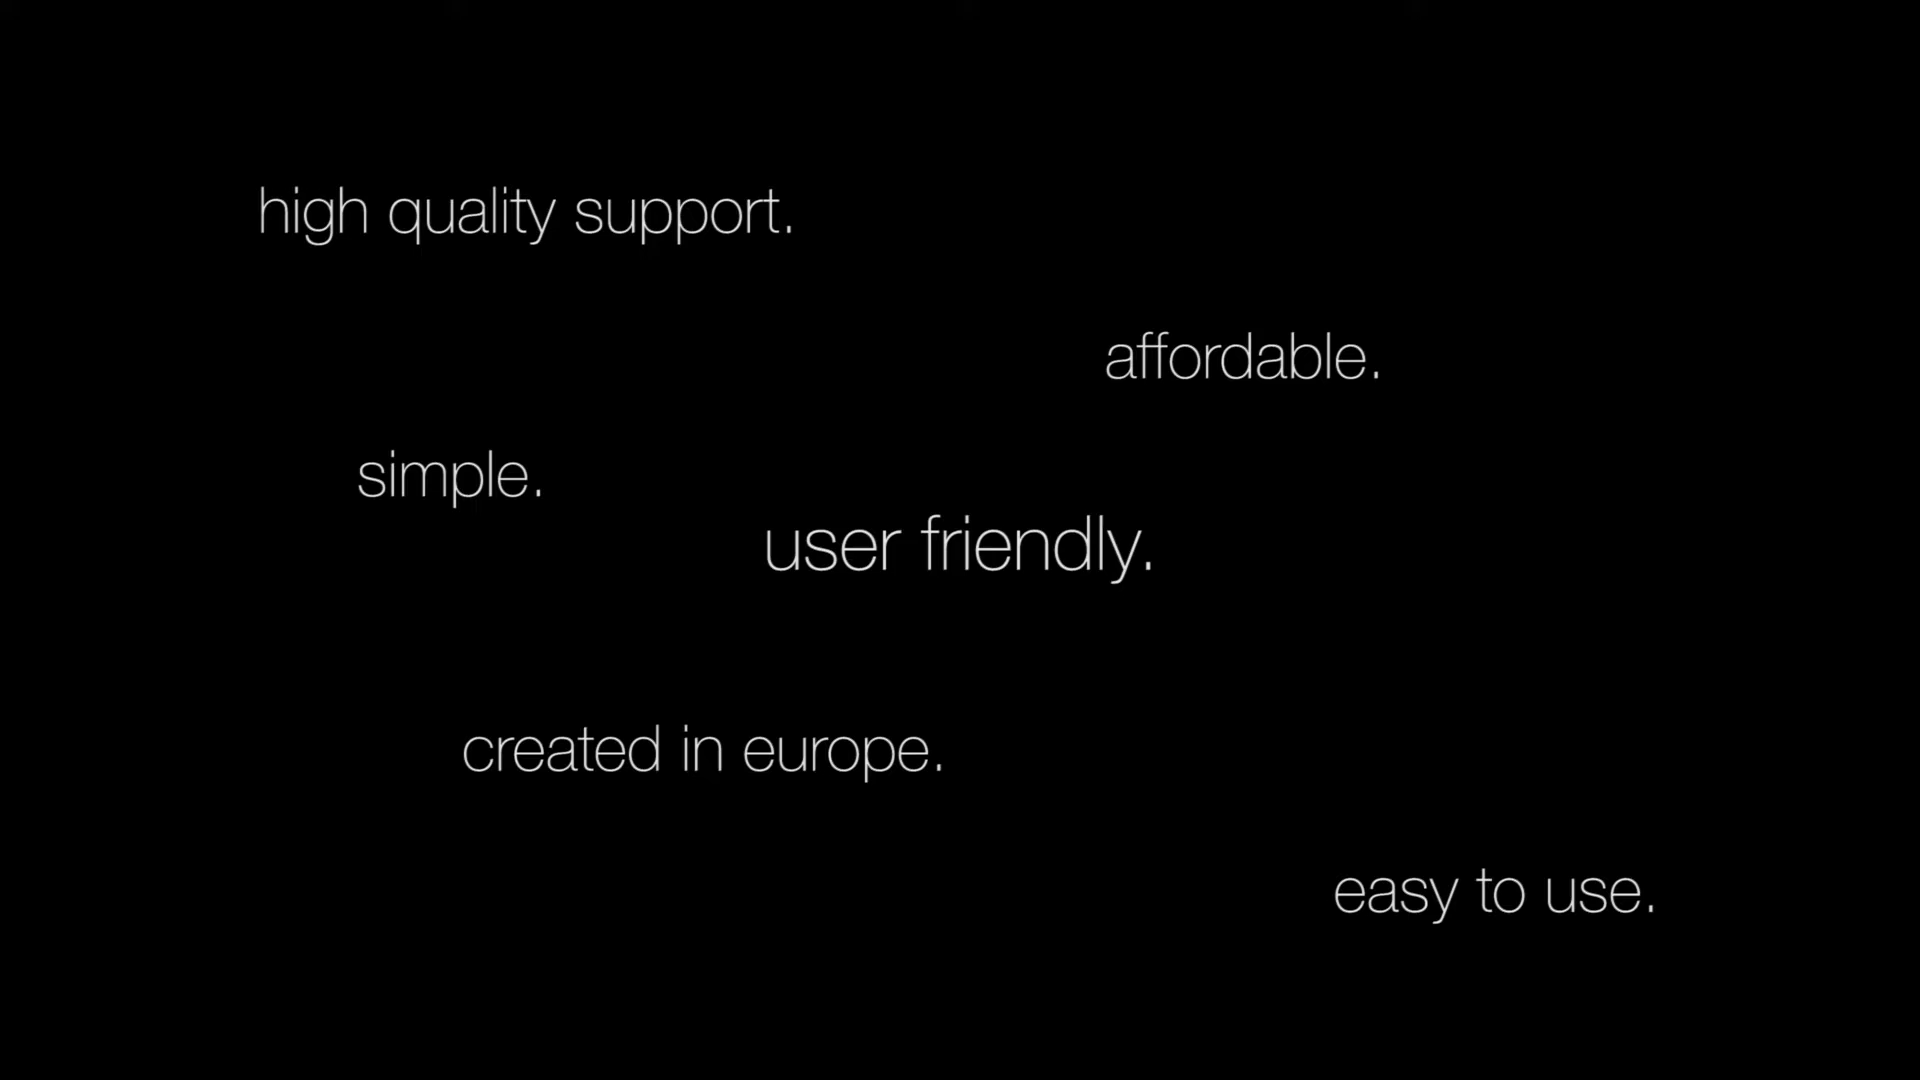 high quality support.
affordable.
simple.
user friendly.
created in europe.
easy to use.